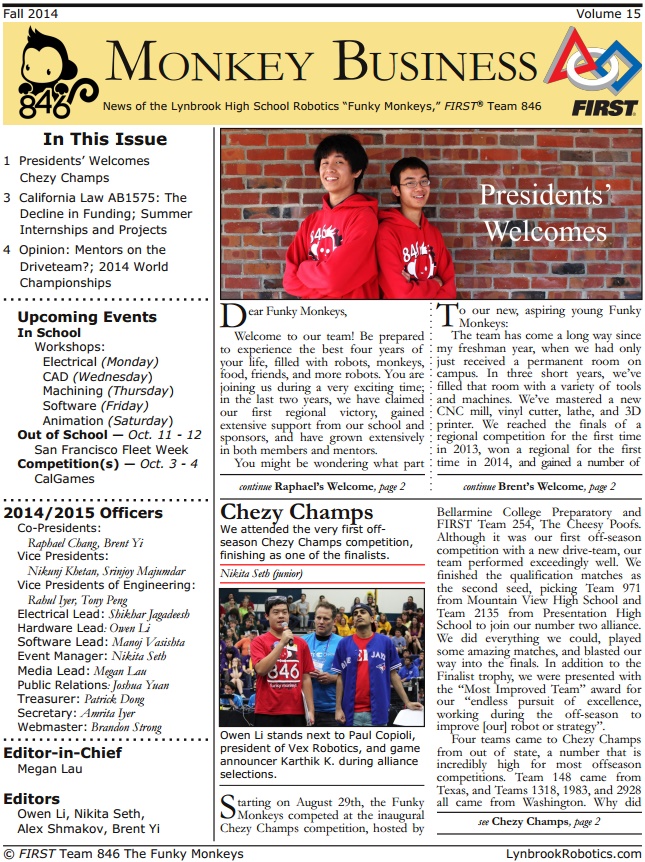 Fall 2014
Volume 15
846
MONKEY BUSINESS
News of the Lynbrook High School Robotics “Funky Monkeys,” FIRST® Team 846
FIRST®
In This Issue
1 Presidents’ Welcomes
Chezy Champs
3 California Law AB1575: The
Decline in Funding; Summer
Internships and Projects
4 Opinion: Mentors on the
Driveteam?; 2014 World
Championships
Upcoming Events
In School
Workshops:
Electrical (Monday)
CAD (Wednesday)
Machining (Thursday)
Software (Friday)
Animation (Saturday)
Out of School — Oct. 11 - 12
San Francisco Fleet Week
Competition(s) — Oct. 3 - 4
CalGames
2014/2015 Officers
Co-Presidents:
Raphael Chang, Brent Yi
Vice Presidents:
Nikunj Khetan, Srinjoy Majumdar
Vice Presidents of Engineering:
Rahul Iyer, Tony Peng
Electrical Lead: Shikhar Jagadeesh
Hardware Lead: Owen Li
Software Lead: Manoj Vasishta
Event Manager: Nikita Seth
Media Lead: Megan Lau
Public Relations: Joshua Yuan
Treasurer: Patrick Dong
Secretary: Amrita Iyer
Webmaster: Brandon Strong
Editor-in-Chief
Megan Lau
Editors
Owen Li, Nikita Seth,
Alex Shmakov, Brent Yi
846
846
Presidents’
Welcomes
Dear Funky Monkeys,
Welcome to our team! Be prepared
to experience the best four years of
your life, filled with robots, monkeys,
food, friends, and more robots. You are
joining us during a very exciting time;
in the last two years, we have claimed
our first regional victory, gained
extensive support from our school and
sponsors, and have grown extensively
in both members and mentors.
You might be wondering what part
continue Raphael’s Welcome, page 2
To our new, aspiring young Funky
Monkeys:
The team has come a long way since
my freshman year, when we had only
just received a permanent room on
campus. In three short years, we’ve
filled that room with a variety of tools
and machines. We’ve mastered a new
CNC mill, vinyl cutter, lathe, and 3D
printer. We reached the finals of a
regional competition for the first time
in 2013, won a regional for the first
time in 2014, and gained a number of
continue Brent’s Welcome, page 2
Chezy Champs
We attended the very first off-
season Chezy Champs competition,
finishing as one of the finalists.
Nikita Seth (junior)
846
funky monkeys
JAYS
Owen Li stands next to Paul Copioli,
president of Vex Robotics, and game
announcer Karthik K. during alliance
selections.
Starting on August 29th, the Funky
Monkeys competed at the inaugural
Chezy Champs competition, hosted by
Bellarmine College Preparatory and
FIRST Team 254, The Cheesy Poofs.
Although it was our first off-season
competition with a new drive-team, our
team performed exceedingly well. We
finished the qualification matches as
the second seed, picking Team 971
from Mountain View High School and
Team 2135 from Presentation High
School to join our number two alliance.
We did everything we could, played
some amazing matches, and blasted our
way into the finals. In addition to the
Finalist trophy, we were presented with
the “Most Improved Team” award for
our “endless pursuit of excellence,
working during the off-season to
improve [our] robot or strategy”.
Four teams came to Chezy Champs
from out of state, a number that is
incredibly high for most offseason
competitions. Team 148 came from
Texas, and Teams 1318, 1983, and 2928
all came from Washington. Why did
see Chezy Champs, page 2
© FIRST Team 846 The Funky Monkeys
LynbrookRobotics.com